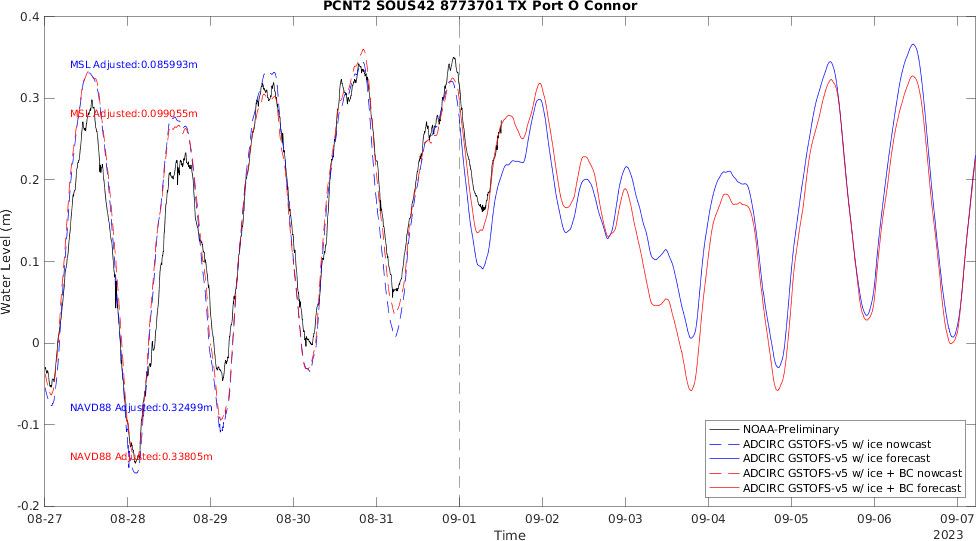 PCNT2 SOUS42 8773701 TX Port O Connor
0.4
0.3
0.2
0.1
0
-0.1
-0.2
Water Level (m)
MSL Adjusted:0.085993m
MSL Adjusted:0.099055m
NAVD88 Adjusted:0.32499m
NAVD88 Adjusted:0.33805m
NOAA-Preliminary
ADCIRC GSTOFS-v5 w/ ice nowcast
ADCIRC GSTOFS-v5 w/ ice forecast
ADCIRC GSTOFS-v5 w/ ice + BC nowcast
ADCIRC GSTOFS-v5 w/ ice + BC forecast
08-27 08-28 08-29 08-30 08-31 09-01 09-02 09-03 09-04 09-05 09-06 09-07
Time
2023